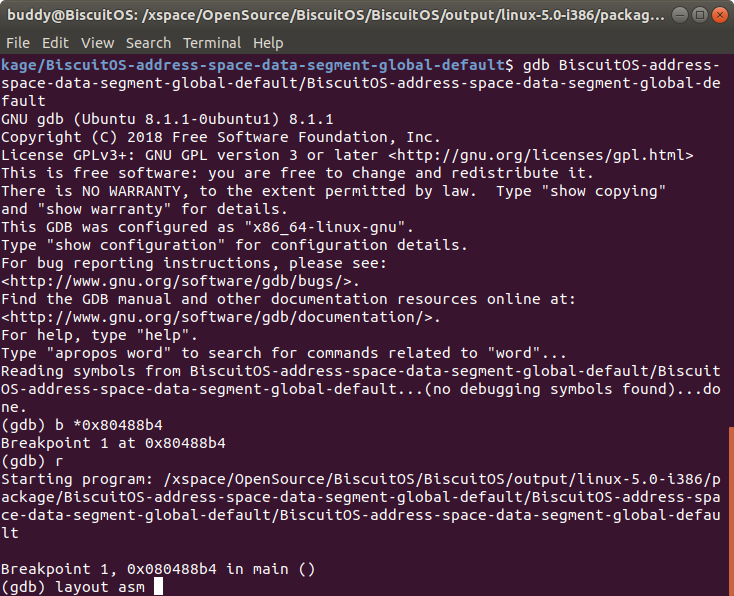 buddy@BiscuitOS: /xspace/OpenSource/BiscuitOS/BiscuitOS/output/linux-5.0-i386/packag...
File Edit View Search Terminal Help
kage/BiscuitOS-address-space-data-segment-global-default$ gdb BiscuitOS-address-
space-data-segment-global-default/BiscuitOS-address-space-data-segment-global-de
fault
GNU gdb (Ubuntu 8.1.1-0ubuntu1) 8.1.1
Copyright (C) 2018 Free Software Foundation, Inc.
License GPLv3+: GNU GPL version 3 or later <http://gnu.org/licenses/gpl.html>
This is free software: you are free to change and redistribute it.
There is NO WARRANTY, to the extent permitted by law.  Type "show copying"
and "show warranty" for details.
This GDB was configured as "x86_64-linux-gnu".
Type "show configuration" for configuration details.
For bug reporting instructions, please see:
<http://www.gnu.org/software/gdb/bugs/>.
Find the GDB manual and other documentation resources online at:
<http://www.gnu.org/software/gdb/documentation/>.
For help, type "help".
Type "apropos word" to search for commands related to "word"...
Reading symbols from BiscuitOS-address-space-data-segment-global-default/Biscuit
OS-address-space-data-segment-global-default...(no debugging symbols found)...do
ne.
(gdb) b *0x80488b4
Breakpoint 1 at 0x80488b4
(gdb) r
Starting program: /xspace/OpenSource/BiscuitOS/BiscuitOS/output/linux-5.0-i386/p
ackage/BiscuitOS-address-space-data-segment-global-default/BiscuitOS-address-spa
ce-data-segment-global-default/BiscuitOS-address-space-data-segment-global-defau
lt
Breakpoint 1, 0x080488b4 in main ()
(gdb) layout asm